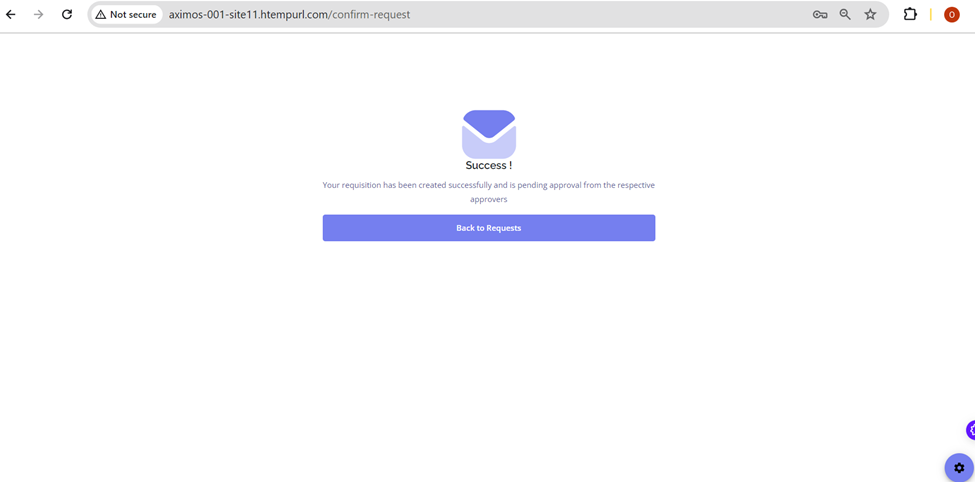 Not secure aximos-001-site11.htempurl.com/confirm-request O
Success !
Your requisition has been created successfully and is pending approval from the respective
approvers
Back to Requests